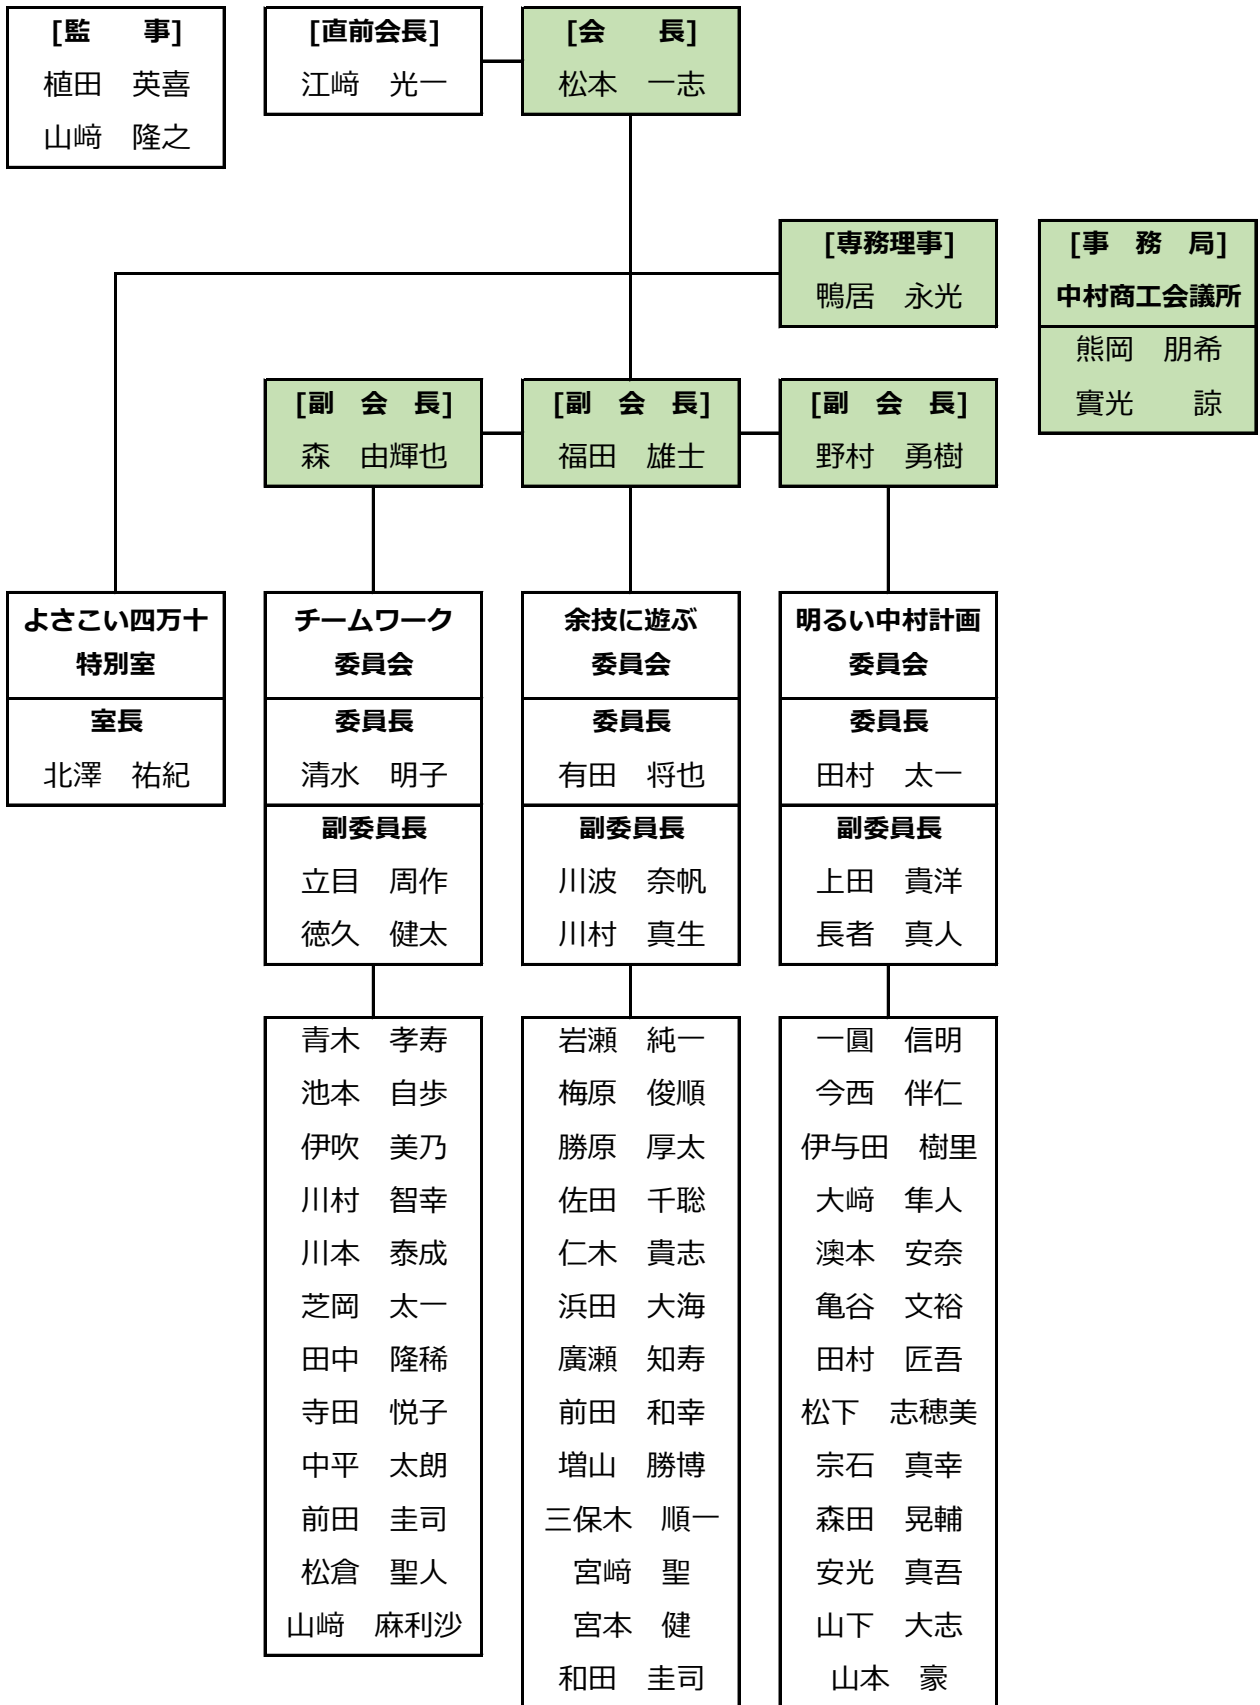 [監　　事]
植田　英喜
山﨑　隆之
[直前会長]
江﨑　光一
[会　　長]
松本　一志
[専務理事]
鴨居　永光
[事　務　局]
中村商工会議所
熊岡　朋希
實光　　諒
[副　会　長]
森　由輝也
[副　会　長]
福田　雄士
[副　会　長]
野村　勇樹
よさこい四万十
特別室
室長
北澤　祐紀
チームワーク
委員会
委員長
清水　明子
副委員長
立目　周作
徳久　健太
青木　孝寿
池本　自歩
伊吹　美乃
川村　智幸
川本　泰成
芝岡　太一
田中　隆稀
寺田　悦子
中平　太朗
前田　圭司
松倉　聖人
山﨑　麻利沙
余技に遊ぶ
委員会
委員長
有田　将也
副委員長
川波　奈帆
川村　真生
岩瀬　純一
梅原　俊順
勝原　厚太
佐田　千聡
仁木　貴志
浜田　大海
廣瀬　知寿
前田　和幸
増山　勝博
三保木　順一
宮﨑　聖
宮本　健
和田　圭司
明るい中村計画
委員会
委員長
田村　太一
副委員長
上田　貴洋
長者　真人
一圓　信明
今西　伴仁
伊与田　樹里
大﨑　隼人
澳本　安奈
亀谷　文裕
田村　匠吾
松下　志穂美
宗石　真幸
森田　晃輔
安光　真吾
山下　大志
山本　豪